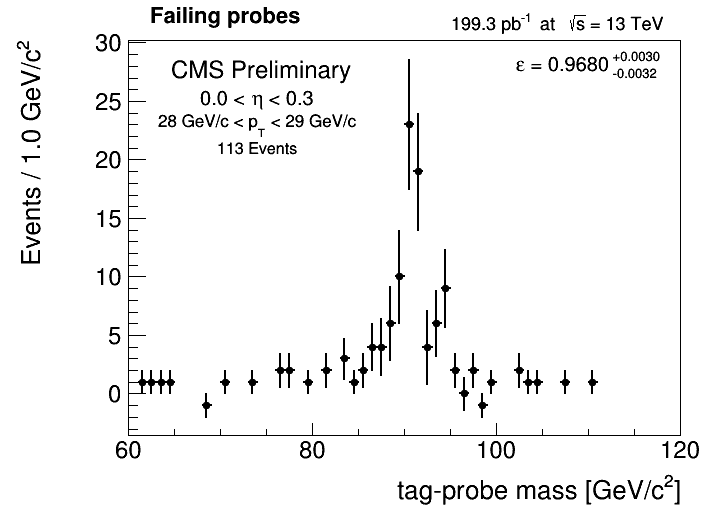 Failing probes
199.3 pb⁻¹ at √s = 13 TeV
CMS Preliminary
ε = 0.9680 +0.0030 -0.0032
0.0 < η < 0.3
28 GeV/c < p_T < 29 GeV/c
113 Events
Events / 1.0 GeV/c²
30
25
20
15
10
5
0
60 80 100 120
tag-probe mass [GeV/c²]